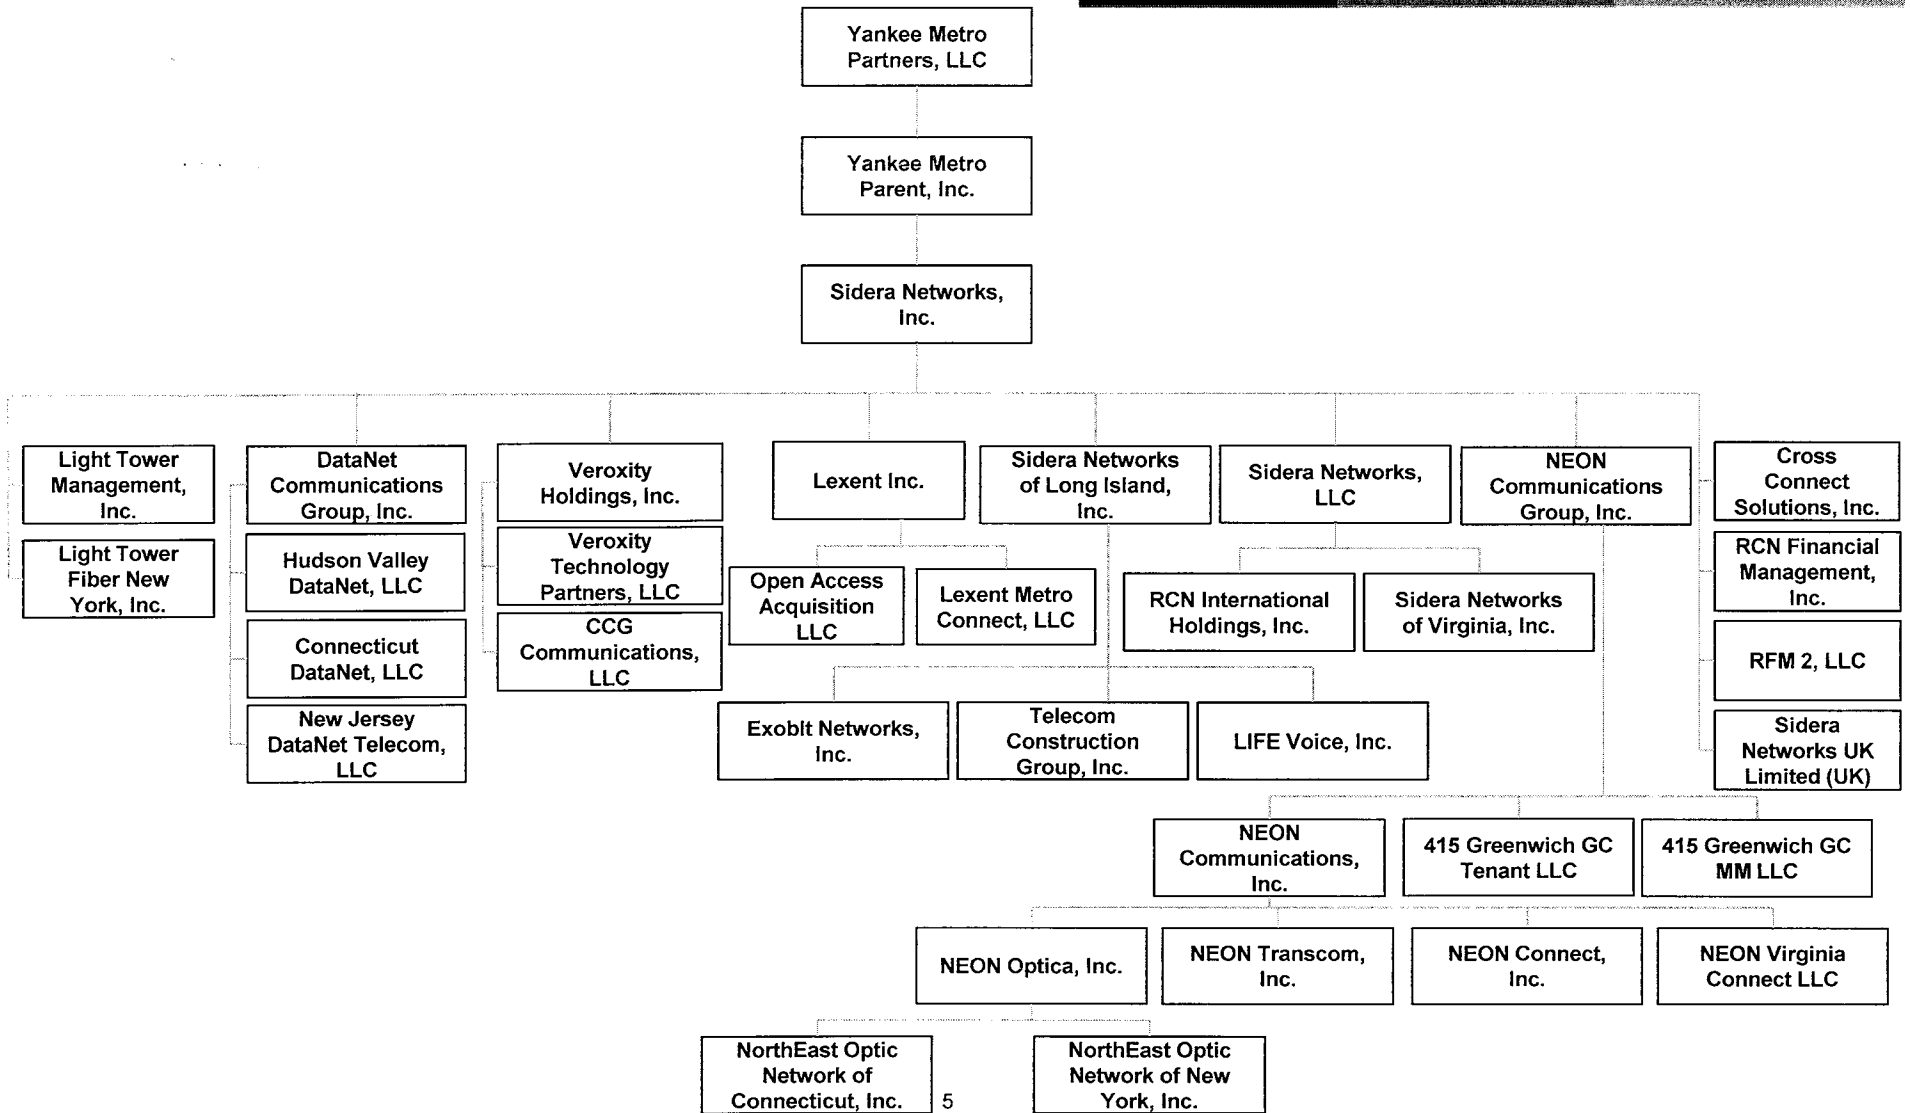 Yankee Metro
Partners, LLC
Yankee Metro
Parent, Inc.
Sidera Networks,
Inc.
Light Tower
Management,
Inc.
Light Tower
Fiber New
York, Inc.
DataNet
Communications
Group, Inc.
Hudson Valley
DataNet, LLC
Connecticut
DataNet, LLC
New Jersey
DataNet Telecom,
LLC
Veroxity
Holdings, Inc.
Veroxity
Technology
Partners, LLC
CCG
Communications,
LLC
Lexent Inc.
Open Access
Acquisition
LLC
Lexent Metro
Connect, LLC
Sidera Networks
of Long Island,
Inc.
Exobit Networks,
Inc.
Telecom
Construction
Group, Inc.
LIFE Voice, Inc.
Sidera Networks,
LLC
RCN International
Holdings, Inc.
Sidera Networks
of Virginia, Inc.
NEON
Communications
Group, Inc.
Cross
Connect
Solutions, Inc.
RCN Financial
Management,
Inc.
RFM 2, LLC
Sidera
Networks UK
Limited (UK)
NEON
Communications,
Inc.
415 Greenwich GC
Tenant LLC
415 Greenwich GC
MM LLC
NEON Optica, Inc.
NEON Transcom,
Inc.
NEON Connect,
Inc.
NEON Virginia
Connect LLC
NorthEast Optic
Network of
Connecticut, Inc.
NorthEast Optic
Network of New
York, Inc.
5